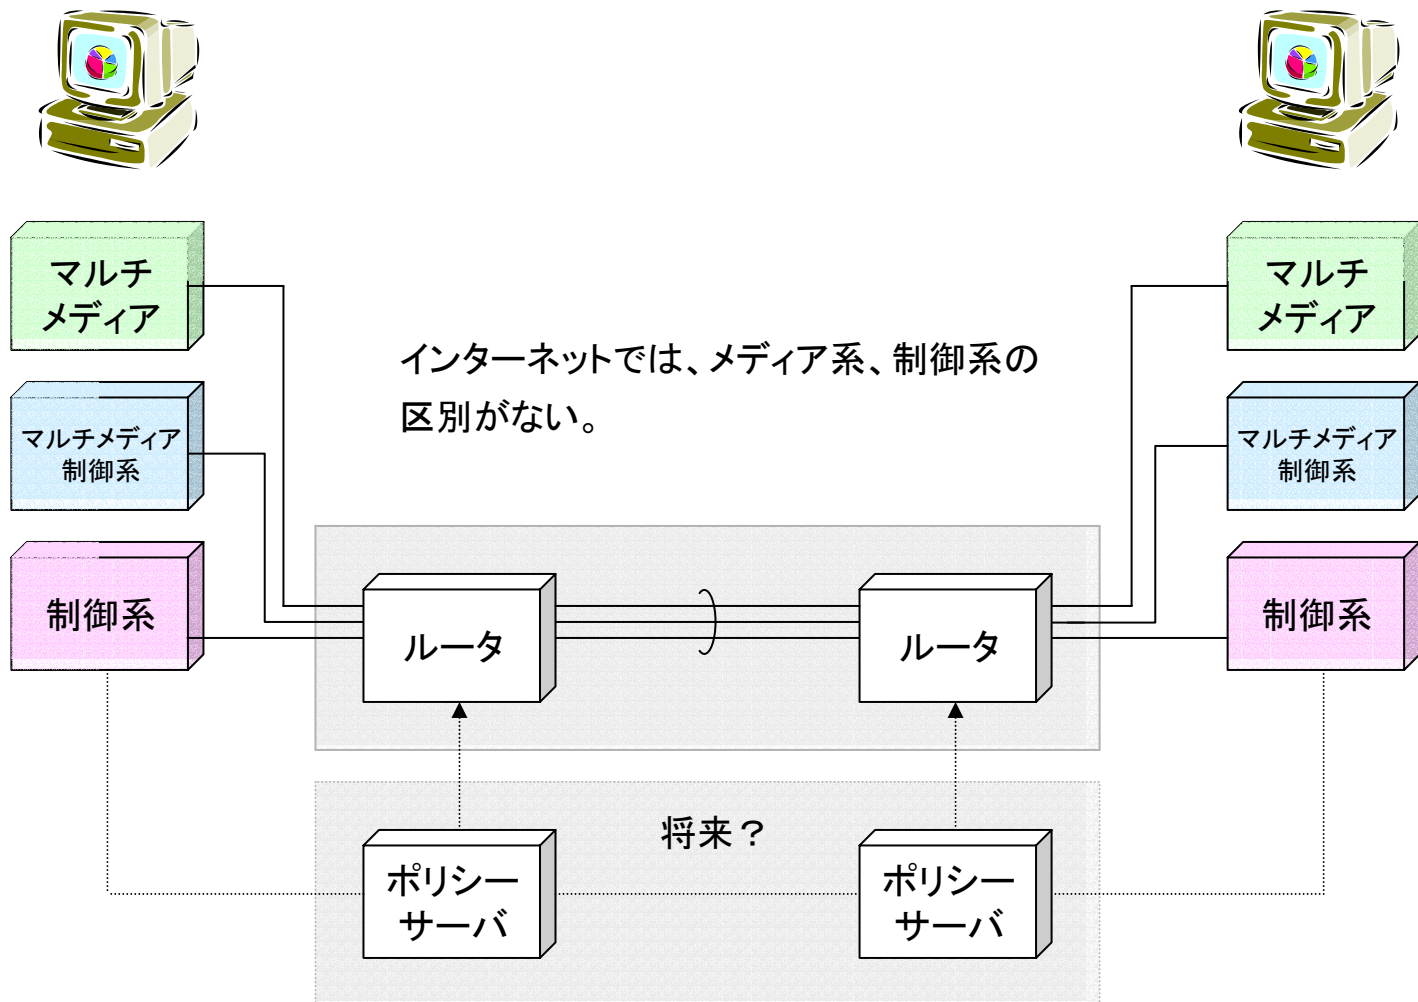 マルチ
メディア
マルチ
メディア
インターネットでは、メディア系、制御系の
区別がない。
マルチメディア
制御系
マルチメディア
制御系
制御系
ルータ
ルータ
制御系
将来？
ポリシー
サーバ
ポリシー
サーバ